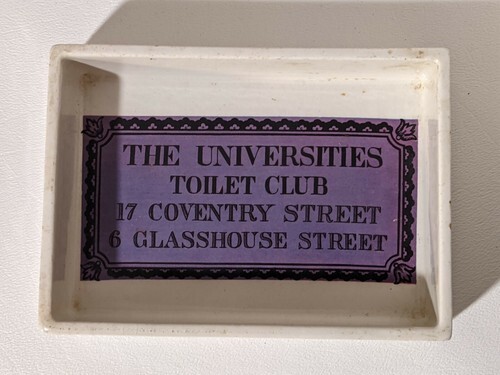 THE UNIVERSITIES
TOILET CLUB
17 COVENTRY STREET
6 GLASSHOUSE STREET